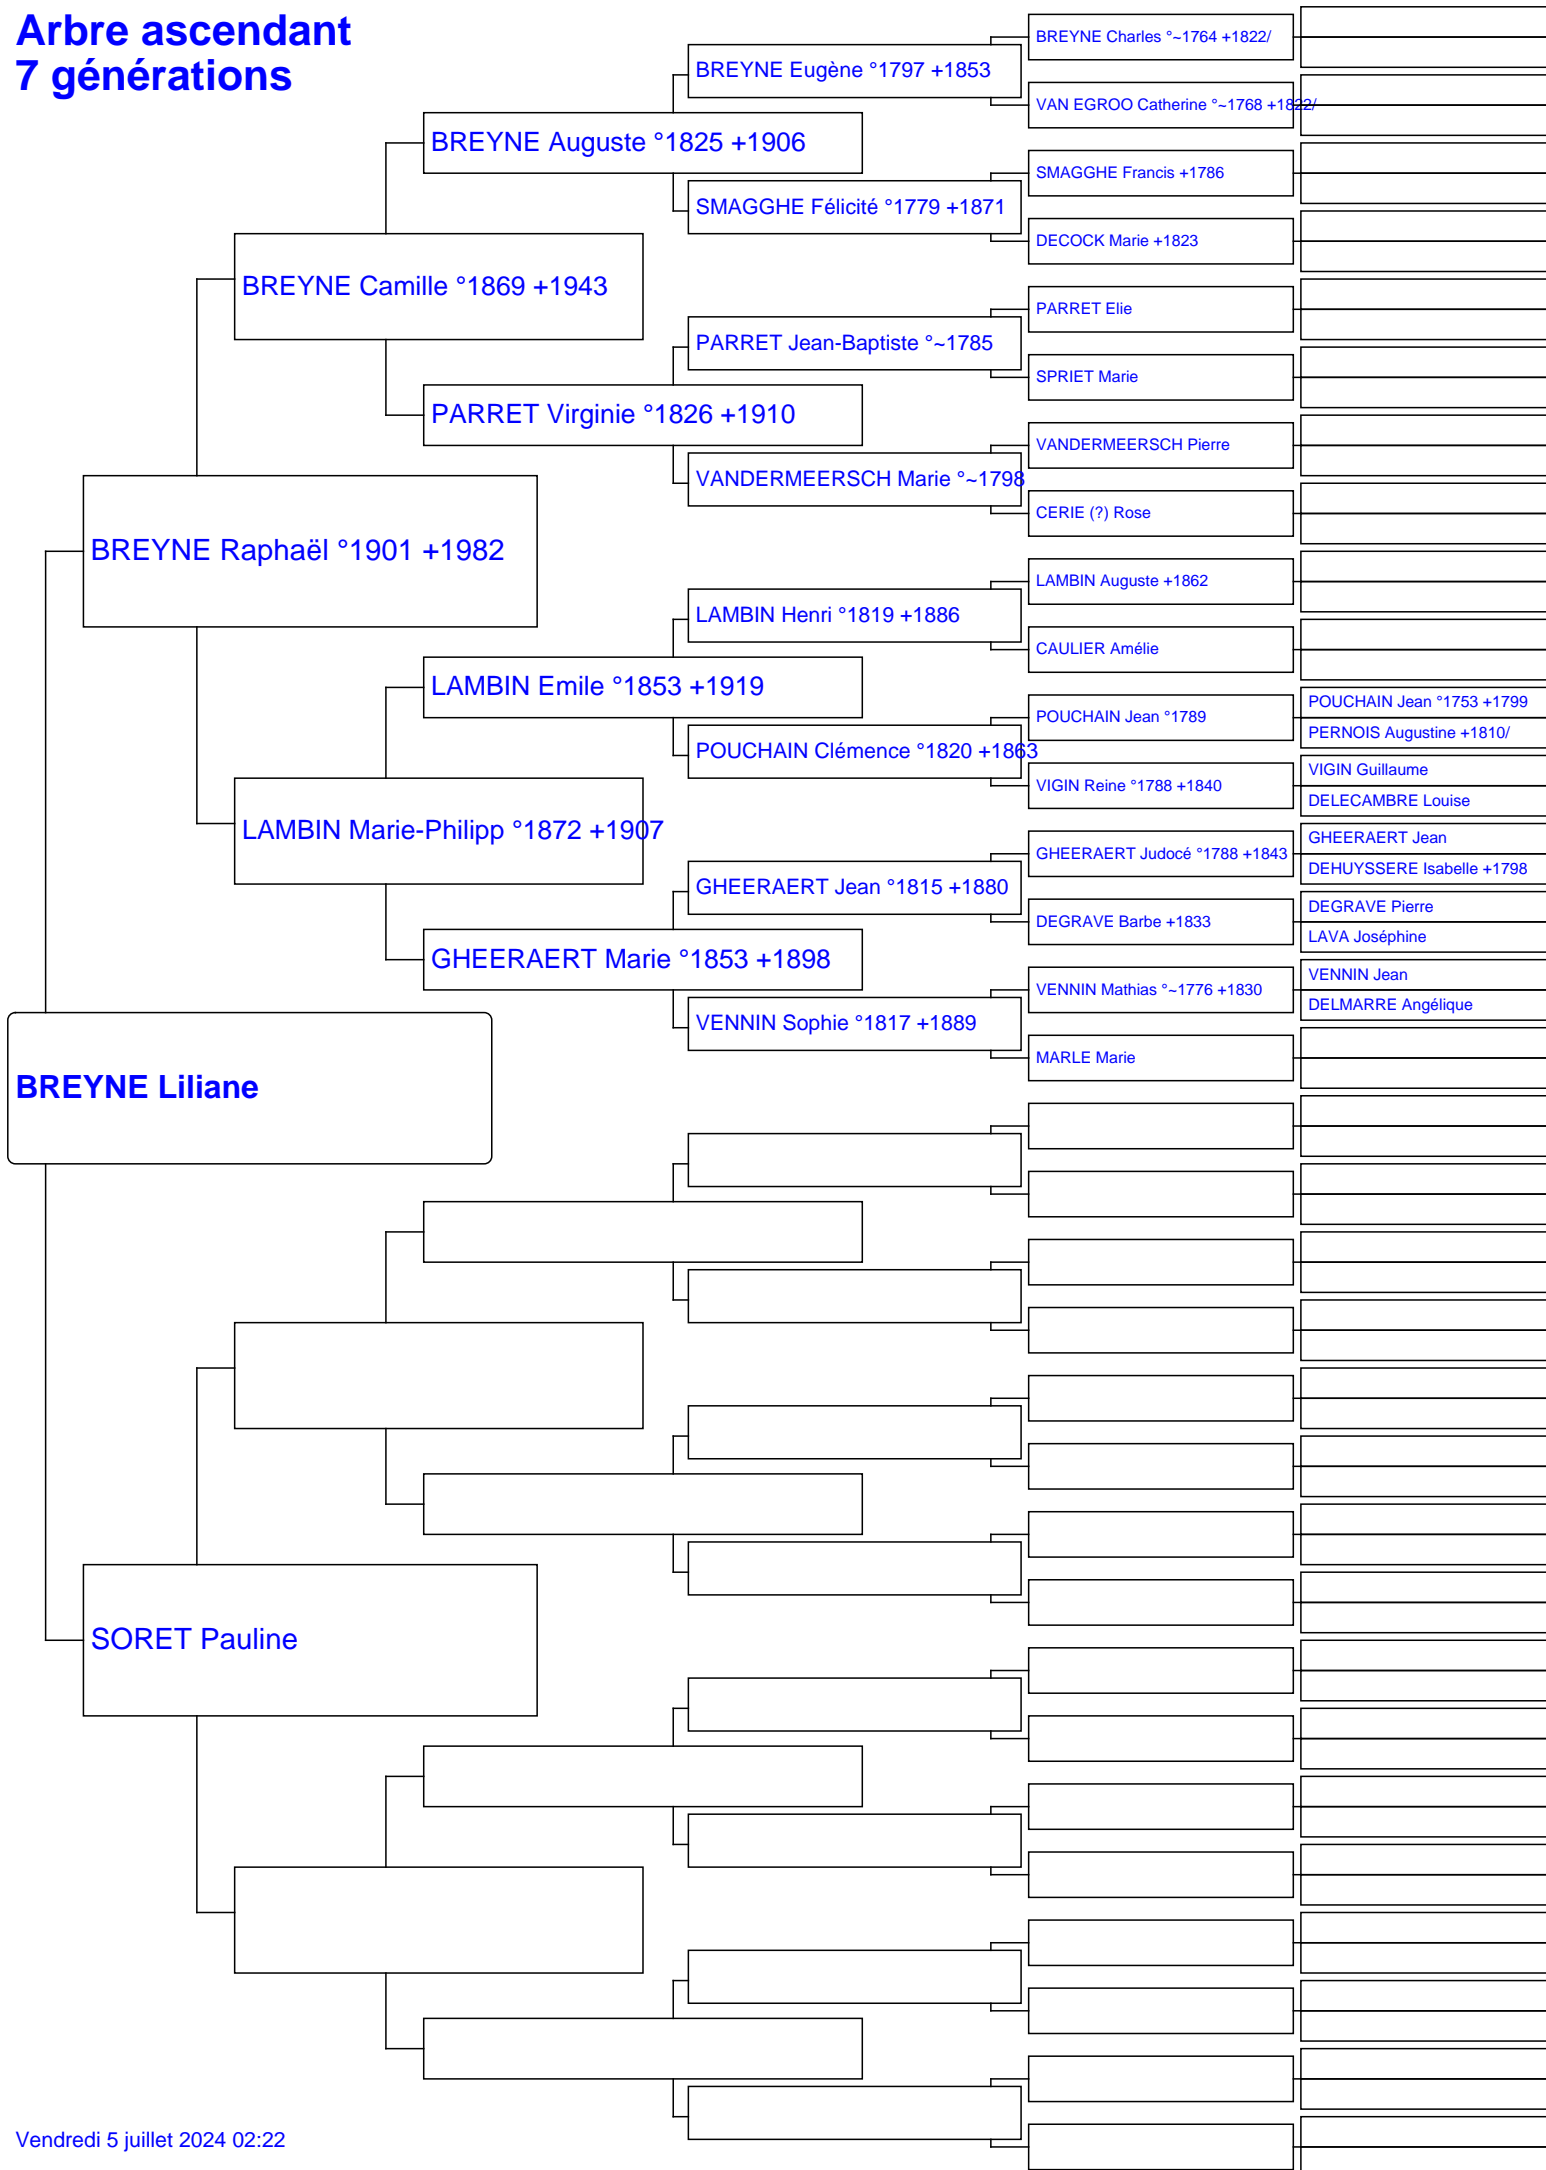 Arbre ascendant
7 générations
BREYNE Liliane
BREYNE Raphaël °1901 +1982
SORET Pauline
BREYNE Camille °1869 +1943
LAMBIN Marie-Philipp °1872 +1907
BREYNE Auguste °1825 +1906
PARRET Virginie °1826 +1910
LAMBIN Emile °1853 +1919
GHEERAERT Marie °1853 +1898
BREYNE Eugène °1797 +1853
SMAGGHE Félicité °1779 +1871
PARRET Jean-Baptiste °~1785
VANDERMEERSCH Marie °~1798
LAMBIN Henri °1819 +1886
POUCHAIN Clémence °1820 +1863
GHEERAERT Jean °1815 +1880
VENNIN Sophie °1817 +1889
BREYNE Charles °~1764 +1822/
VAN EGROO Catherine °~1768 +1822/
SMAGGHE Francis +1786
DECOCK Marie +1823
PARRET Elie
SPRIET Marie
VANDERMEERSCH Pierre
CERIE (?) Rose
LAMBIN Auguste +1862
CAULIER Amélie
POUCHAIN Jean °1789
VIGIN Reine °1788 +1840
GHEERAERT Judocé °1788 +1843
DEGRAVE Barbe +1833
VENNIN Mathias °~1776 +1830
MARLE Marie
POUCHAIN Jean °1753 +1799
PERNOIS Augustine +1810/
VIGIN Guillaume
DELECAMBRE Louise
GHEERAERT Jean
DEHUYSSERE Isabelle +1798
DEGRAVE Pierre
LAVA Joséphine
VENNIN Jean
DELMARRE Angélique
Vendredi 5 juillet 2024 02:22